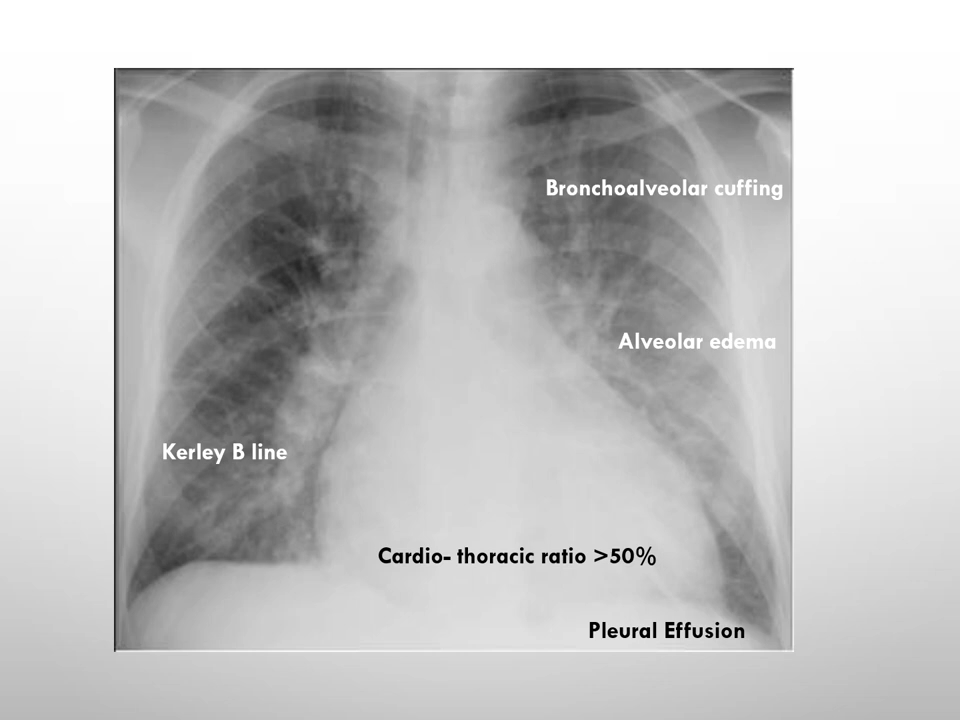 Bronchoalveolar cuffing
Alveolar edema
Kerley B line
Cardio- thoracic ratio >50%
Pleural Effusion